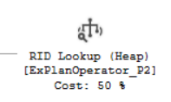 RID Lookup (Heap)
[ExPlanOperator_P2]
Cost: 50 %